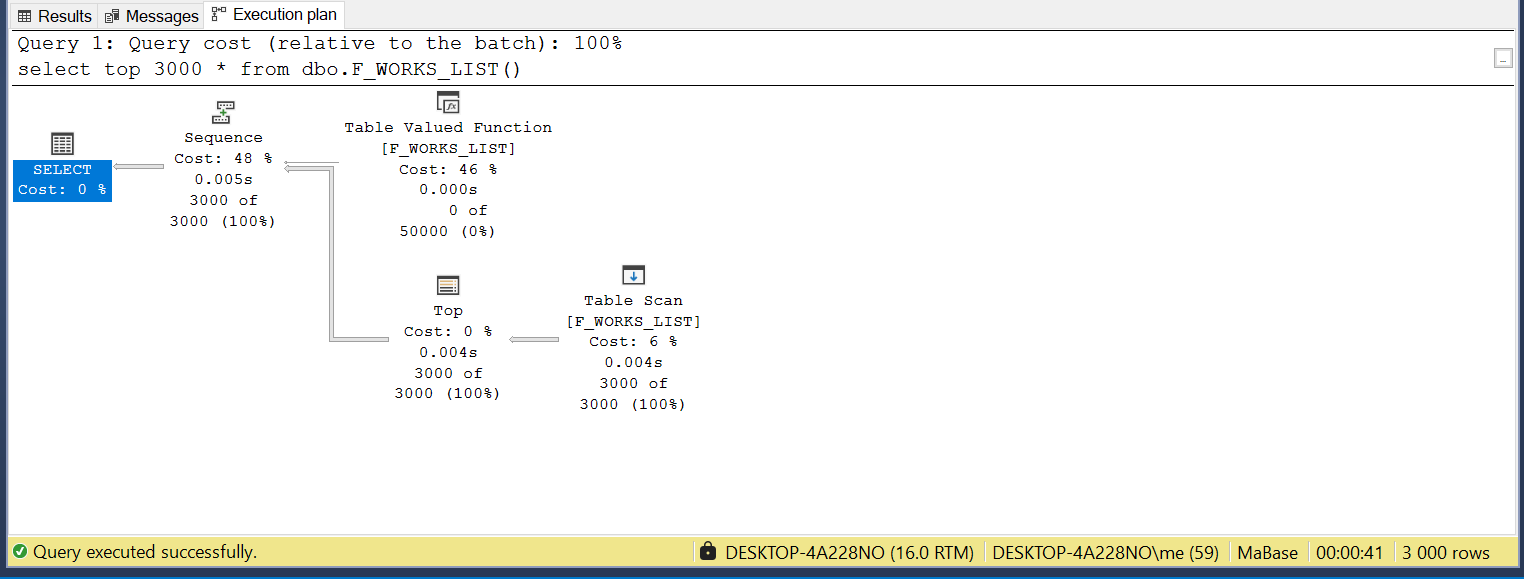 Results Messages Execution plan
Query 1: Query cost (relative to the batch): 100%
select top 3000 * from dbo.F_WORKS_LIST()
SELECT
Cost: 0 %
Sequence
Cost: 48 %
0.005s
3000 of
3000 (100%)
Table Valued Function
[F_WORKS_LIST]
Cost: 46 %
0.000s
0 of
50000 (0%)
Top
Cost: 0 %
0.004s
3000 of
3000 (100%)
Table Scan
[F_WORKS_LIST]
Cost: 6 %
0.004s
3000 of
3000 (100%)
Query executed successfully. DESKTOP-4A228NO (16.0 RTM) DESKTOP-4A228NO\me (59) MaBase 00:00:41 3 000 rows